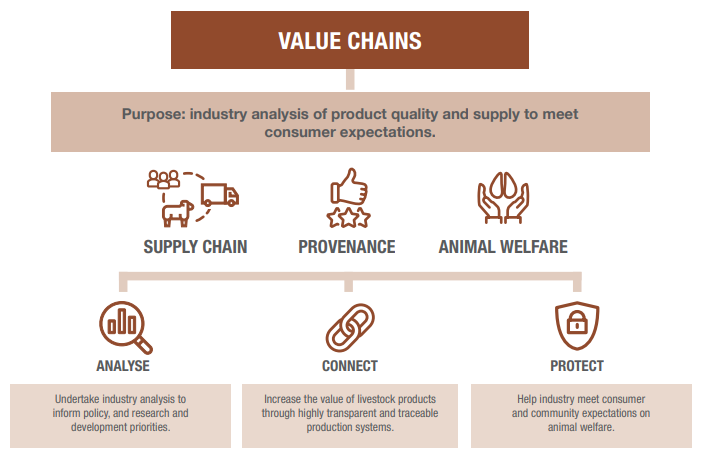 VALUE CHAINS
Purpose: industry analysis of product quality and supply to meet
consumer expectations.
SUPPLY CHAIN
PROVENANCE
ANIMAL WELFARE
ANALYSE
CONNECT
PROTECT
Undertake industry analysis to
inform policy, and research and
development priorities.
Increase the value of livestock products
through highly transparent and traceable
production systems.
Help industry meet consumer
and community expectations on
animal welfare.